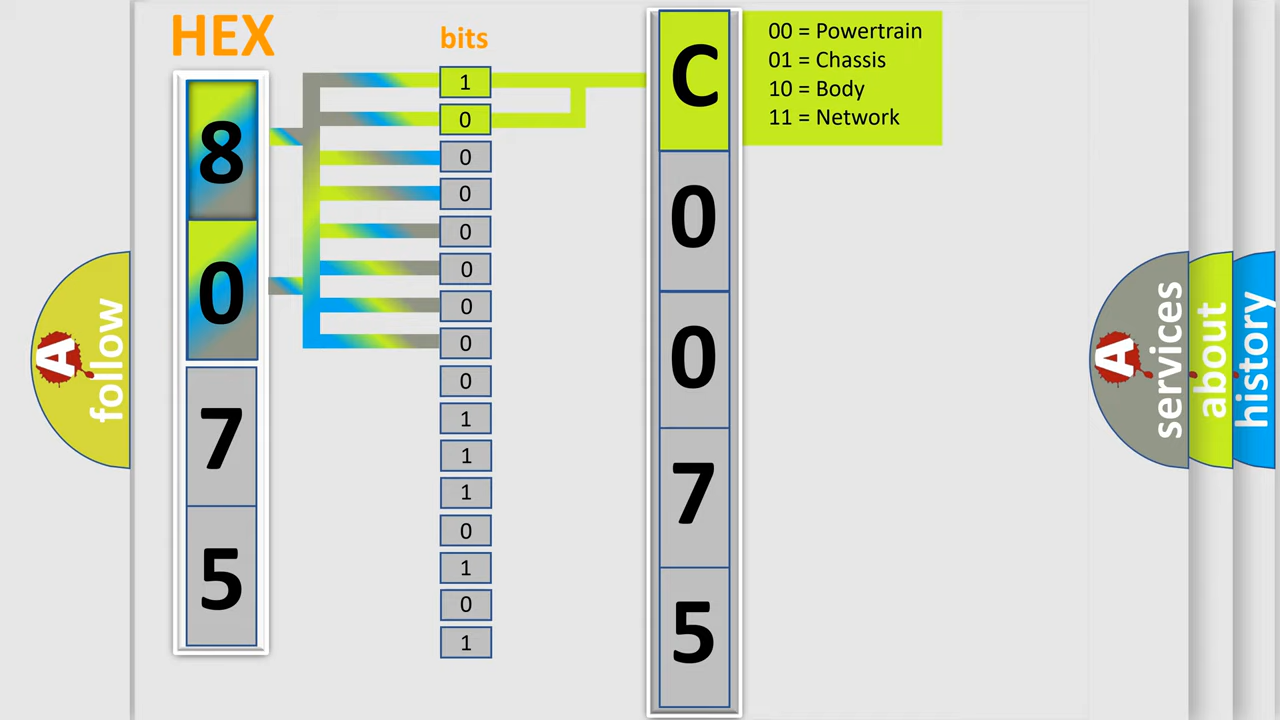 HEX
bits
8
0
7
5
1
0
0
0
0
0
0
0
0
1
1
1
0
1
0
1
C
0
0
7
5
00 = Powertrain
01 = Chassis
10 = Body
11 = Network
A
follow
A
services
about
history